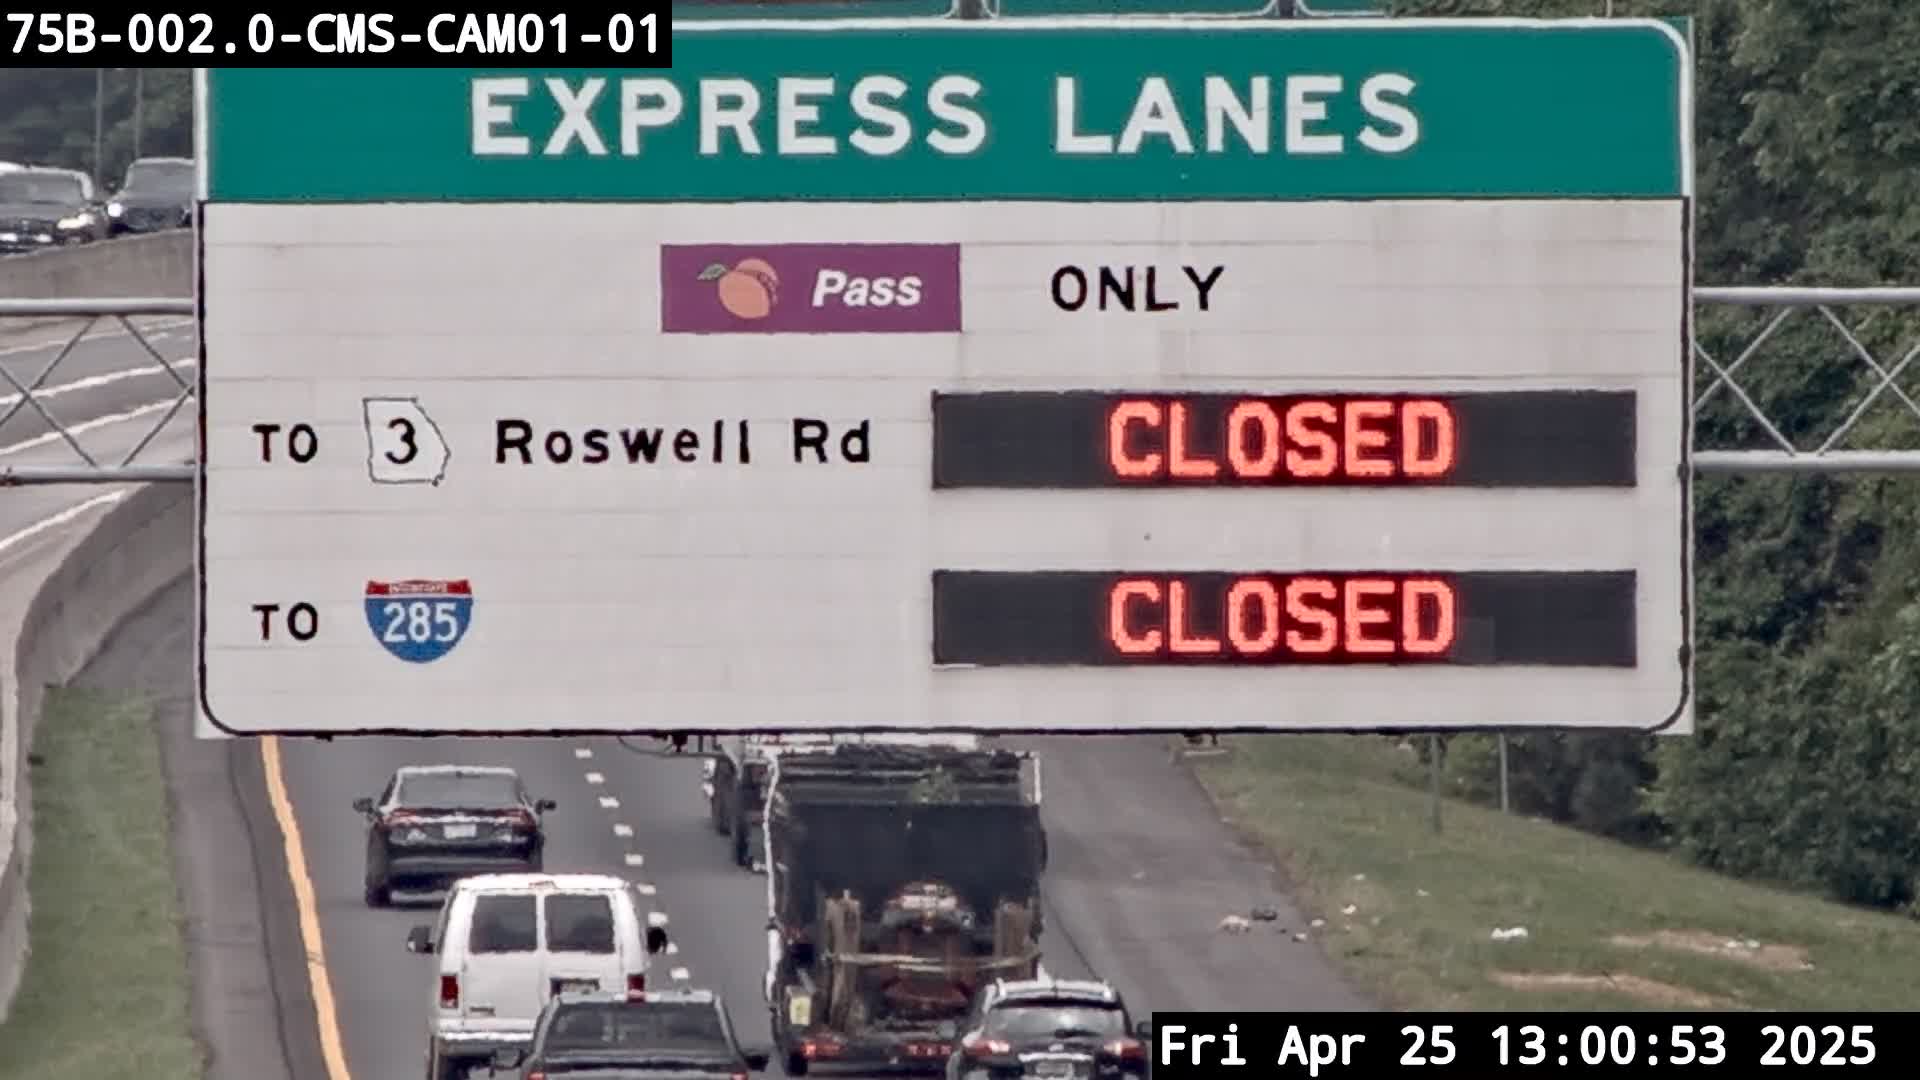 75B-002.0-CMS-CAM01-01
EXPRESS LANES
Pass ONLY
TO 3 Roswell Rd CLOSED
TO INTERSTATE 285 CLOSED
Fri Apr 25 13:00:53 2025